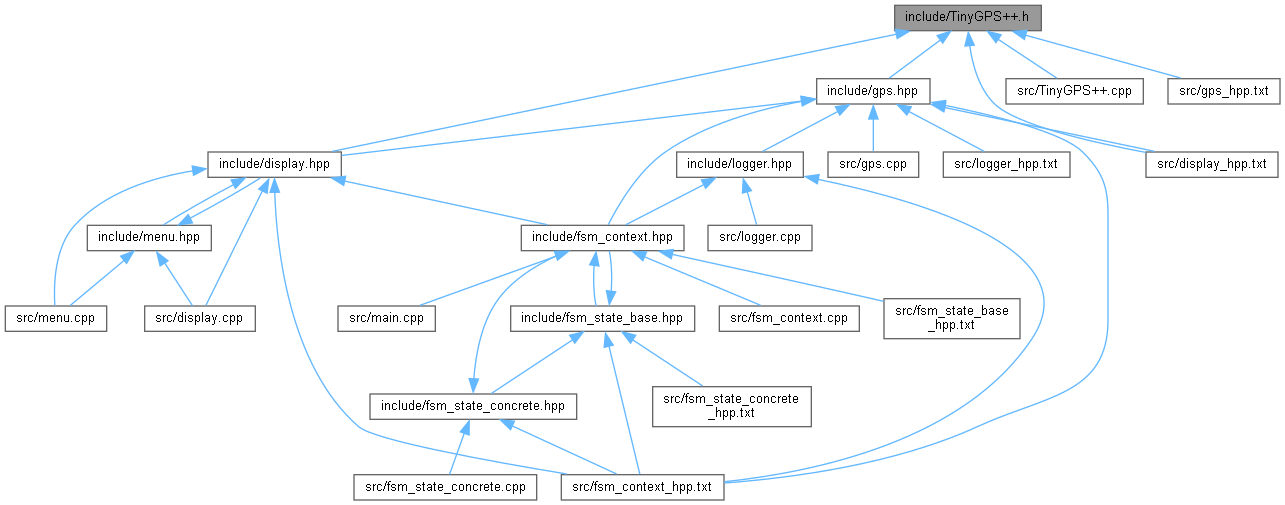 include/TinyGPS++.h
include/gps.hpp
src/TinyGPS++.cpp
src/gps_hpp.txt
include/display.hpp
include/logger.hpp
src/gps.cpp
src/logger_hpp.txt
src/display_hpp.txt
include/menu.hpp
include/fsm_context.hpp
src/logger.cpp
src/menu.cpp
src/display.cpp
src/main.cpp
include/fsm_state_base.hpp
src/fsm_context.cpp
src/fsm_state_base
_hpp.txt
include/fsm_state_concrete.hpp
src/fsm_state_concrete
_hpp.txt
src/fsm_state_concrete.cpp
src/fsm_context_hpp.txt